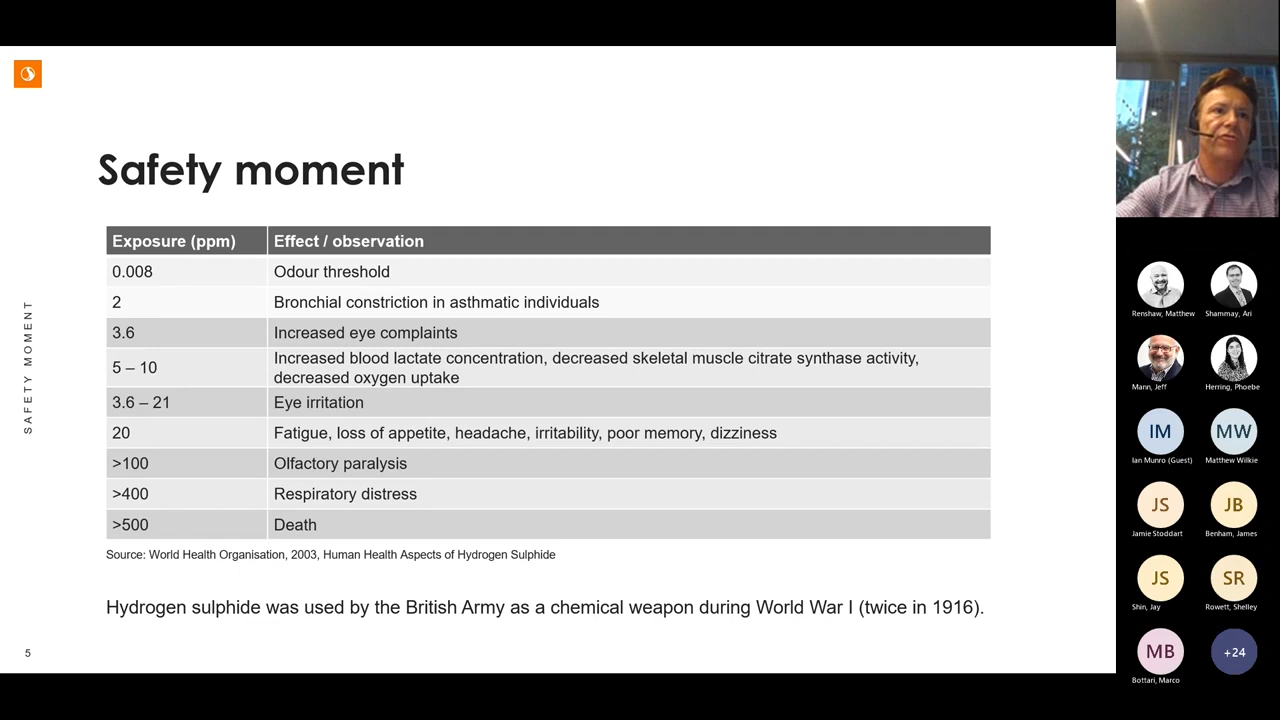 Safety moment
Exposure (ppm) Effect / observation
0.008 Odour threshold
2 Bronchial constriction in asthmatic individuals
3.6 Increased eye complaints
5 – 10 Increased blood lactate concentration, decreased skeletal muscle citrate synthase activity,
decreased oxygen uptake
3.6 – 21 Eye irritation
20 Fatigue, loss of appetite, headache, irritability, poor memory, dizziness
>100 Olfactory paralysis
>400 Respiratory distress
>500 Death
Source: World Health Organisation, 2003, Human Health Aspects of Hydrogen Sulphide
Hydrogen sulphide was used by the British Army as a chemical weapon during World War I (twice in 1916).
SAFETY MOMENT
5
Renshaw, Matthew
Shammay, Ari
Mann, Jeff
Herring, Phoebe
IM
Ian Munro (Guest)
MW
Matthew Wilkie
JS
Jamie Stoddart
JB
Benham, James
JS
Shin, Jay
SR
Rowett, Shelley
MB
Bottari, Marco
+24